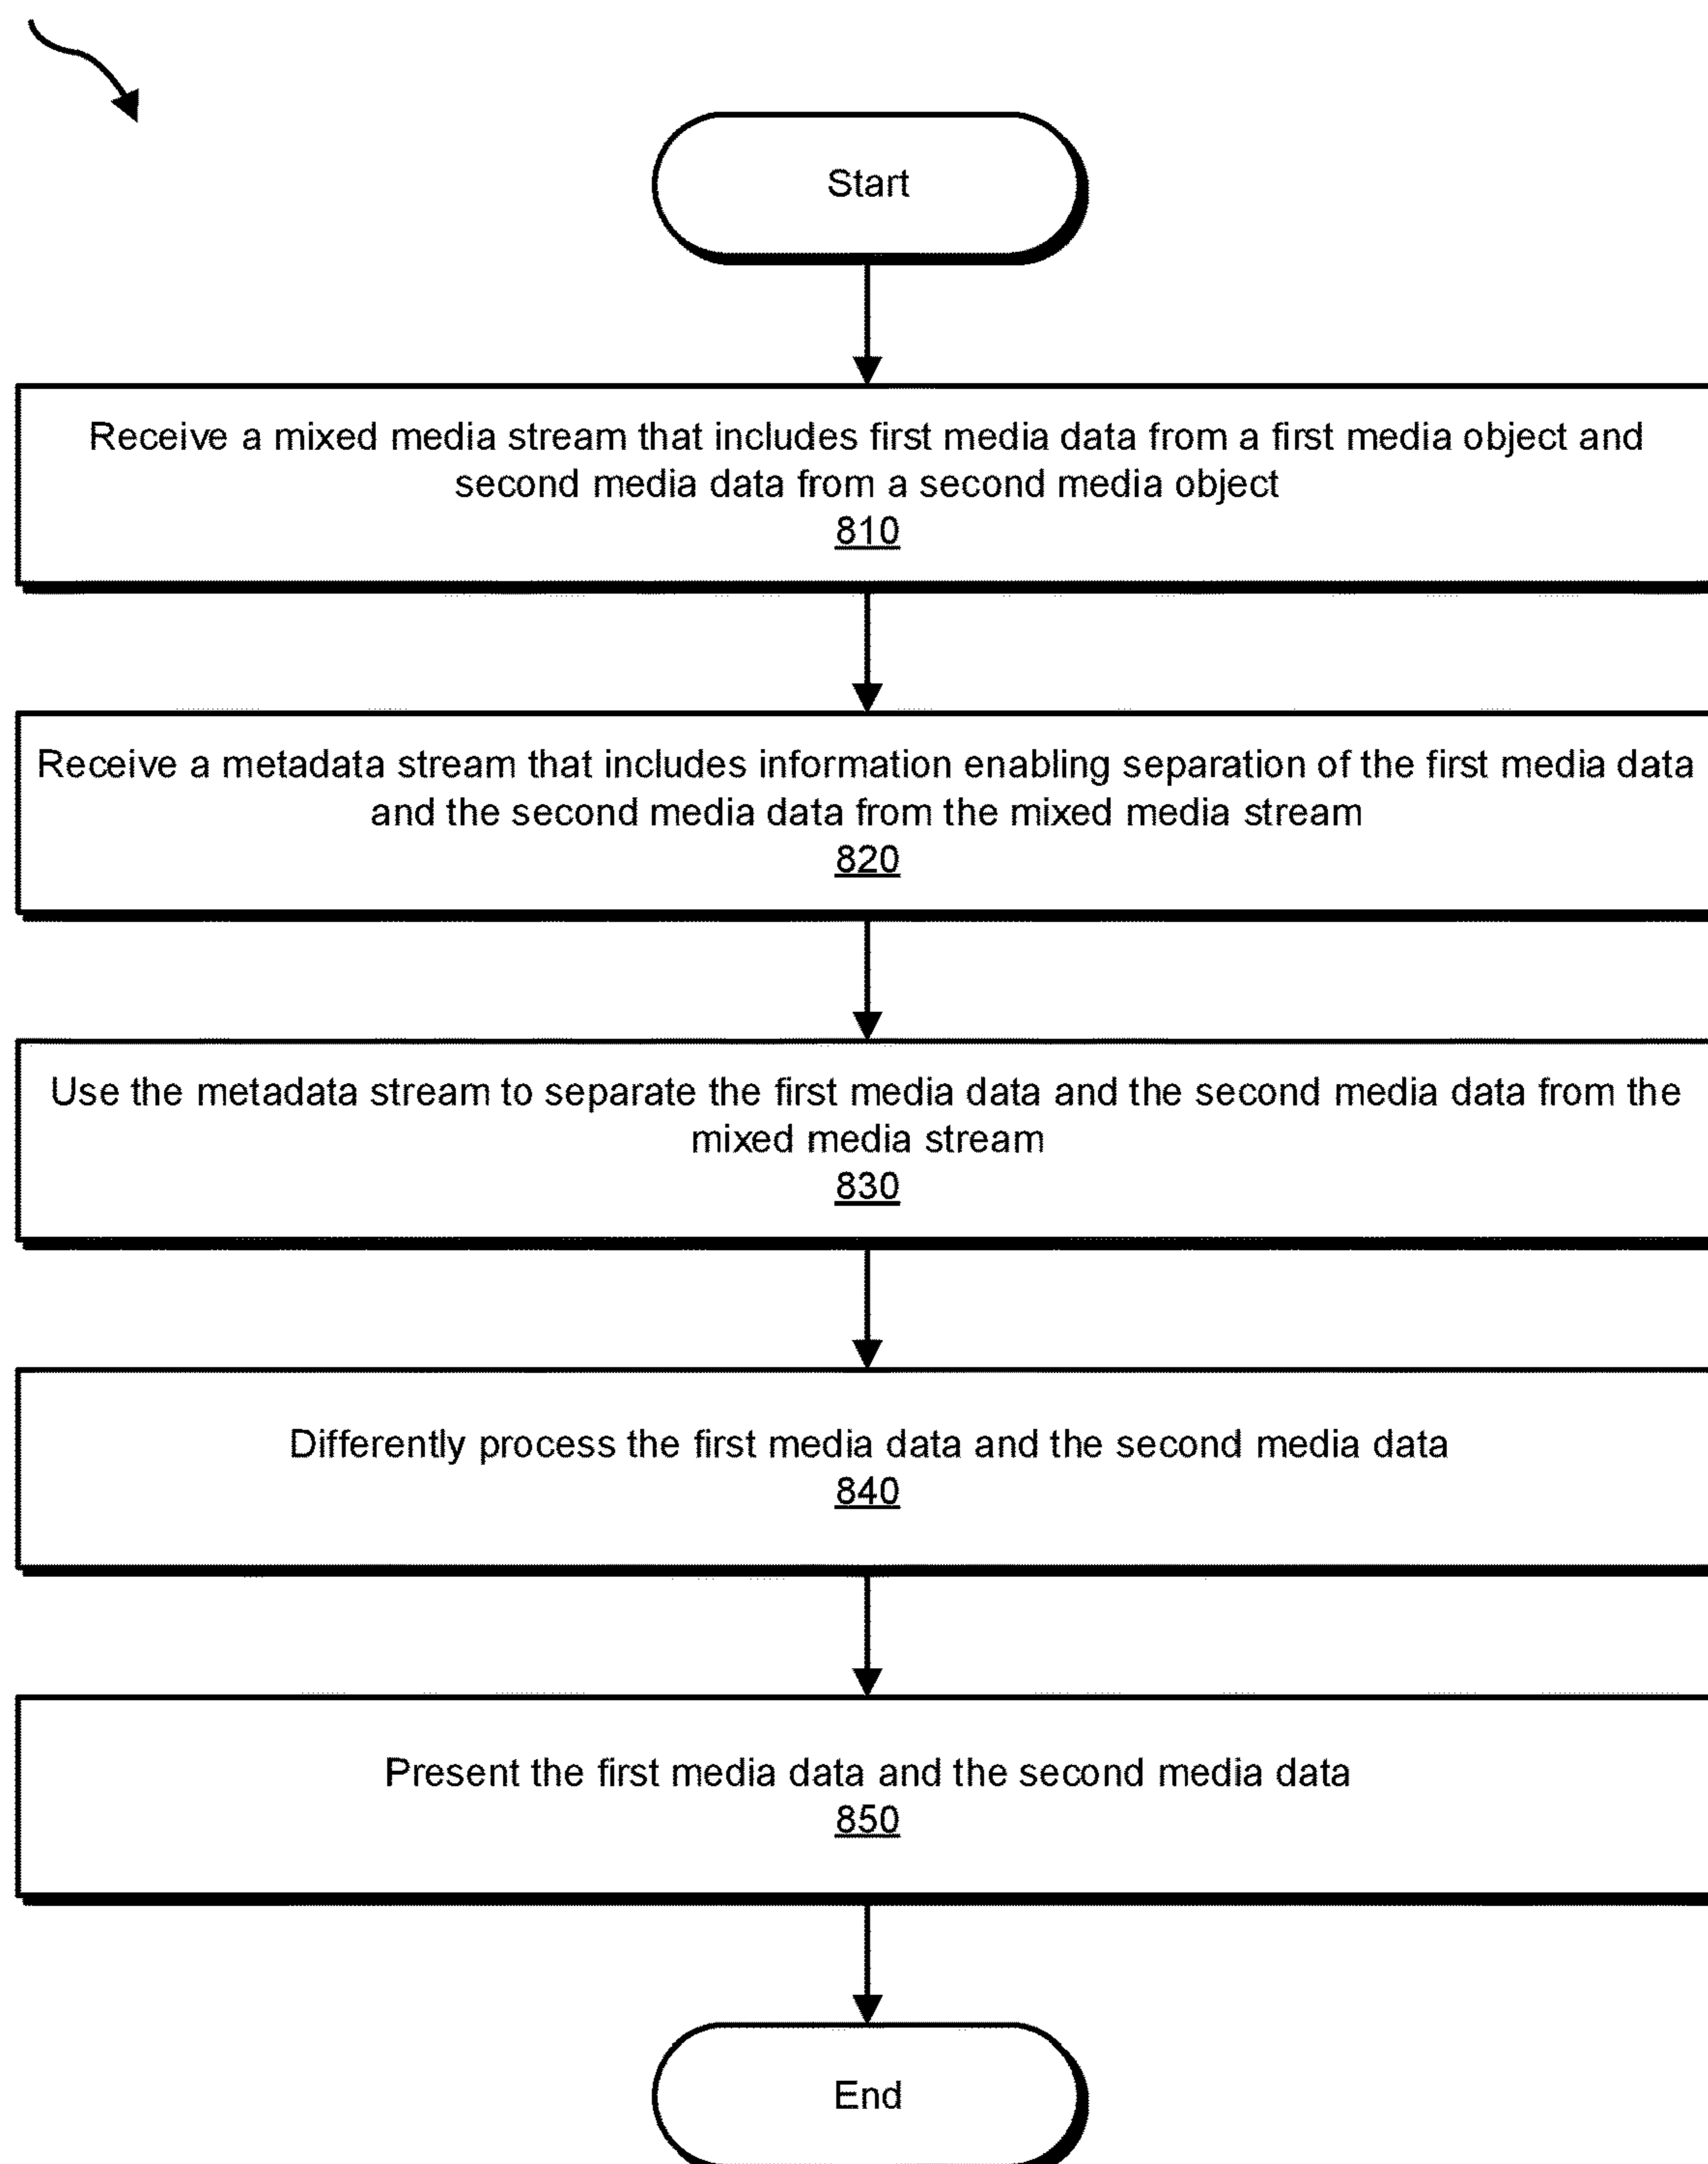 Start
Receive a mixed media stream that includes first media data from a first media object and
second media data from a second media object
810
Receive a metadata stream that includes information enabling separation of the first media data
and the second media data from the mixed media stream
820
Use the metadata stream to separate the first media data and the second media data from the
mixed media stream
830
Differently process the first media data and the second media data
840
Present the first media data and the second media data
850
End